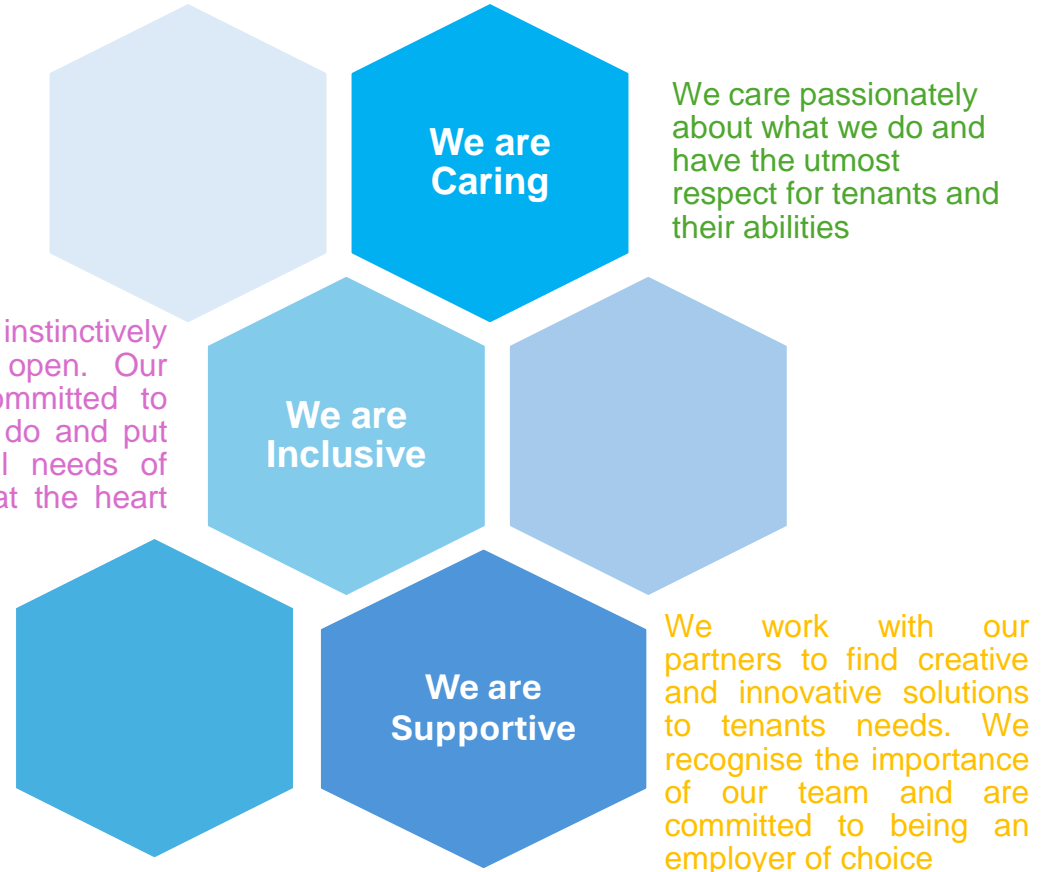 We are
Caring
We care passionately
about what we do and
have the utmost
respect for tenants and
their abilities
instinctively
open. Our
committed to
do and put
needs of
at the heart
We are
Inclusive
We are
Supportive
We work with our
partners to find creative
and innovative solutions
to tenants needs. We
recognise the importance
of our team and are
committed to being an
employer of choice